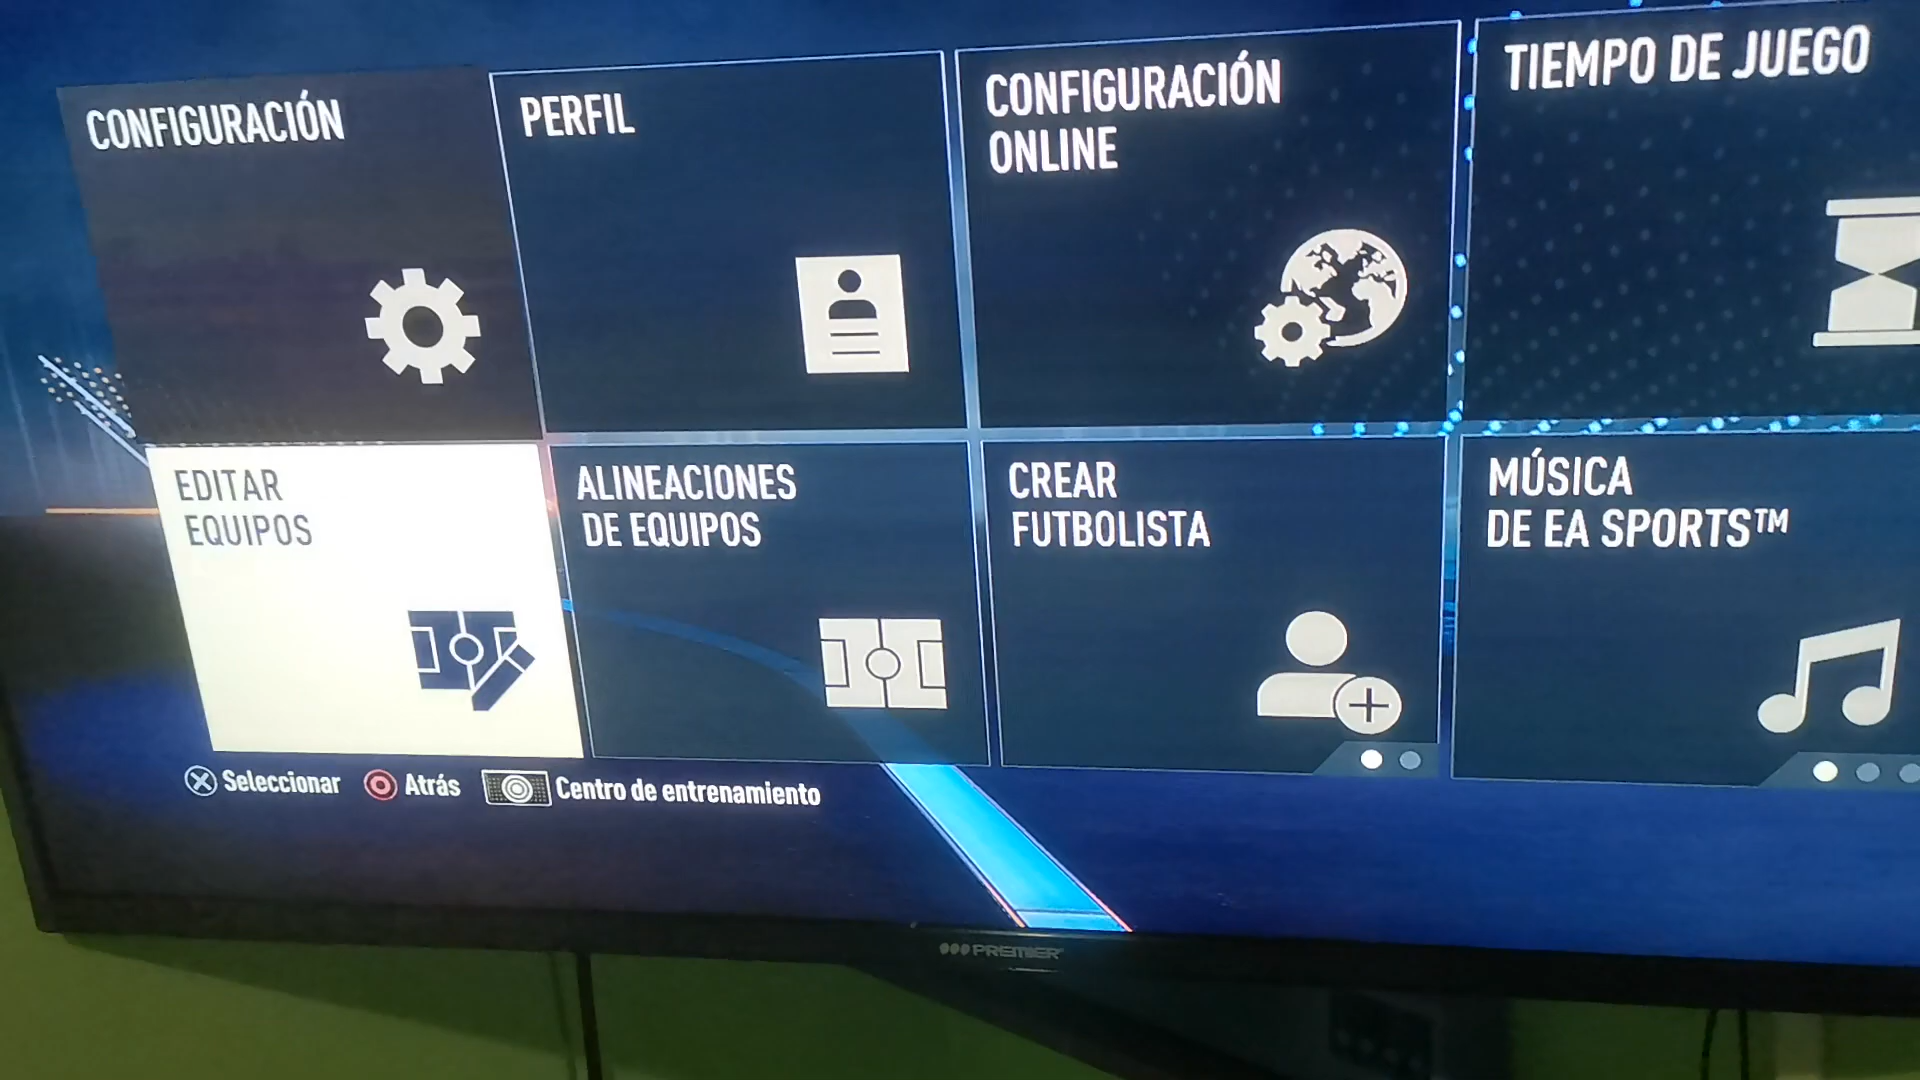 CONFIGURACIÓN
PERFIL
CONFIGURACIÓN
ONLINE
TIEMPO DE JUEGO
EDITAR
EQUIPOS
ALINEACIONES
DE EQUIPOS
CREAR
FUTBOLISTA
MÚSICA
DE EA SPORTS™
Seleccionar
Atrás
Centro de entrenamiento
PREMIER